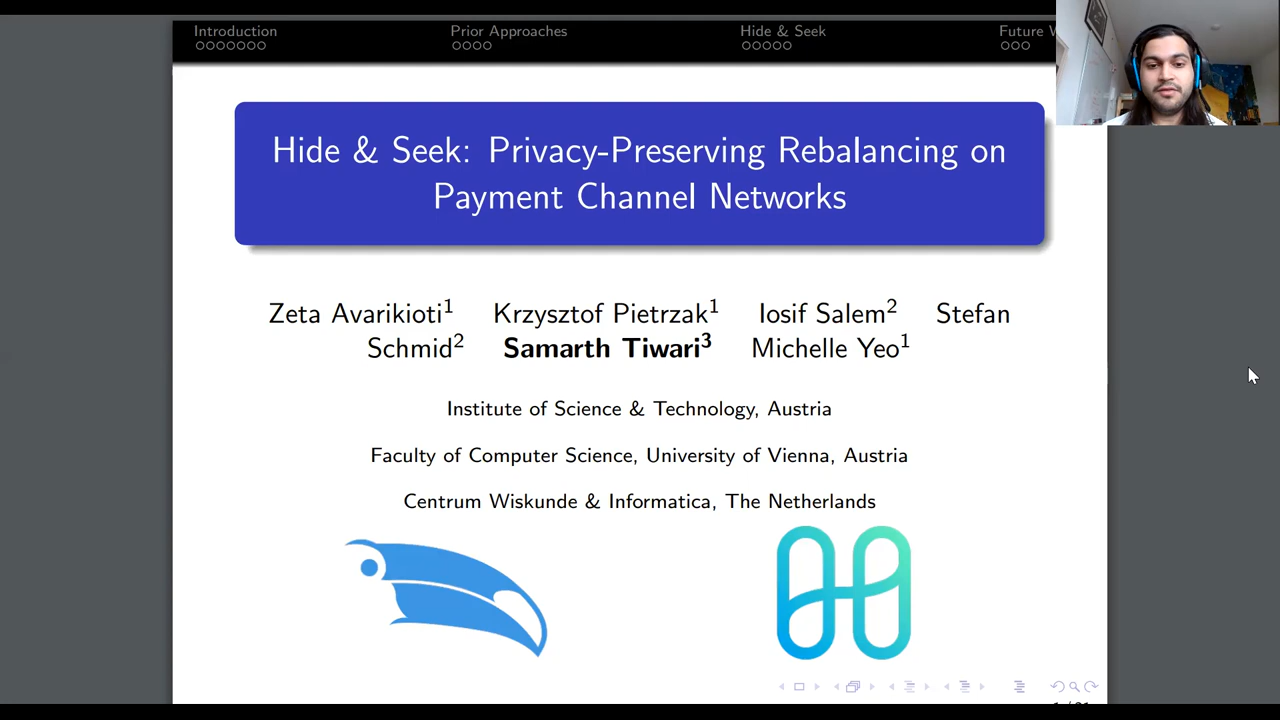 Introduction
Prior Approaches
Hide & Seek
Future
Hide & Seek: Privacy-Preserving Rebalancing on
Payment Channel Networks
Zeta Avarikioti1 Krzysztof Pietrzak1 Iosif Salem2 Stefan
Schmid2 Samarth Tiwari3 Michelle Yeo1
Institute of Science & Technology, Austria
Faculty of Computer Science, University of Vienna, Austria
Centrum Wiskunde & Informatica, The Netherlands